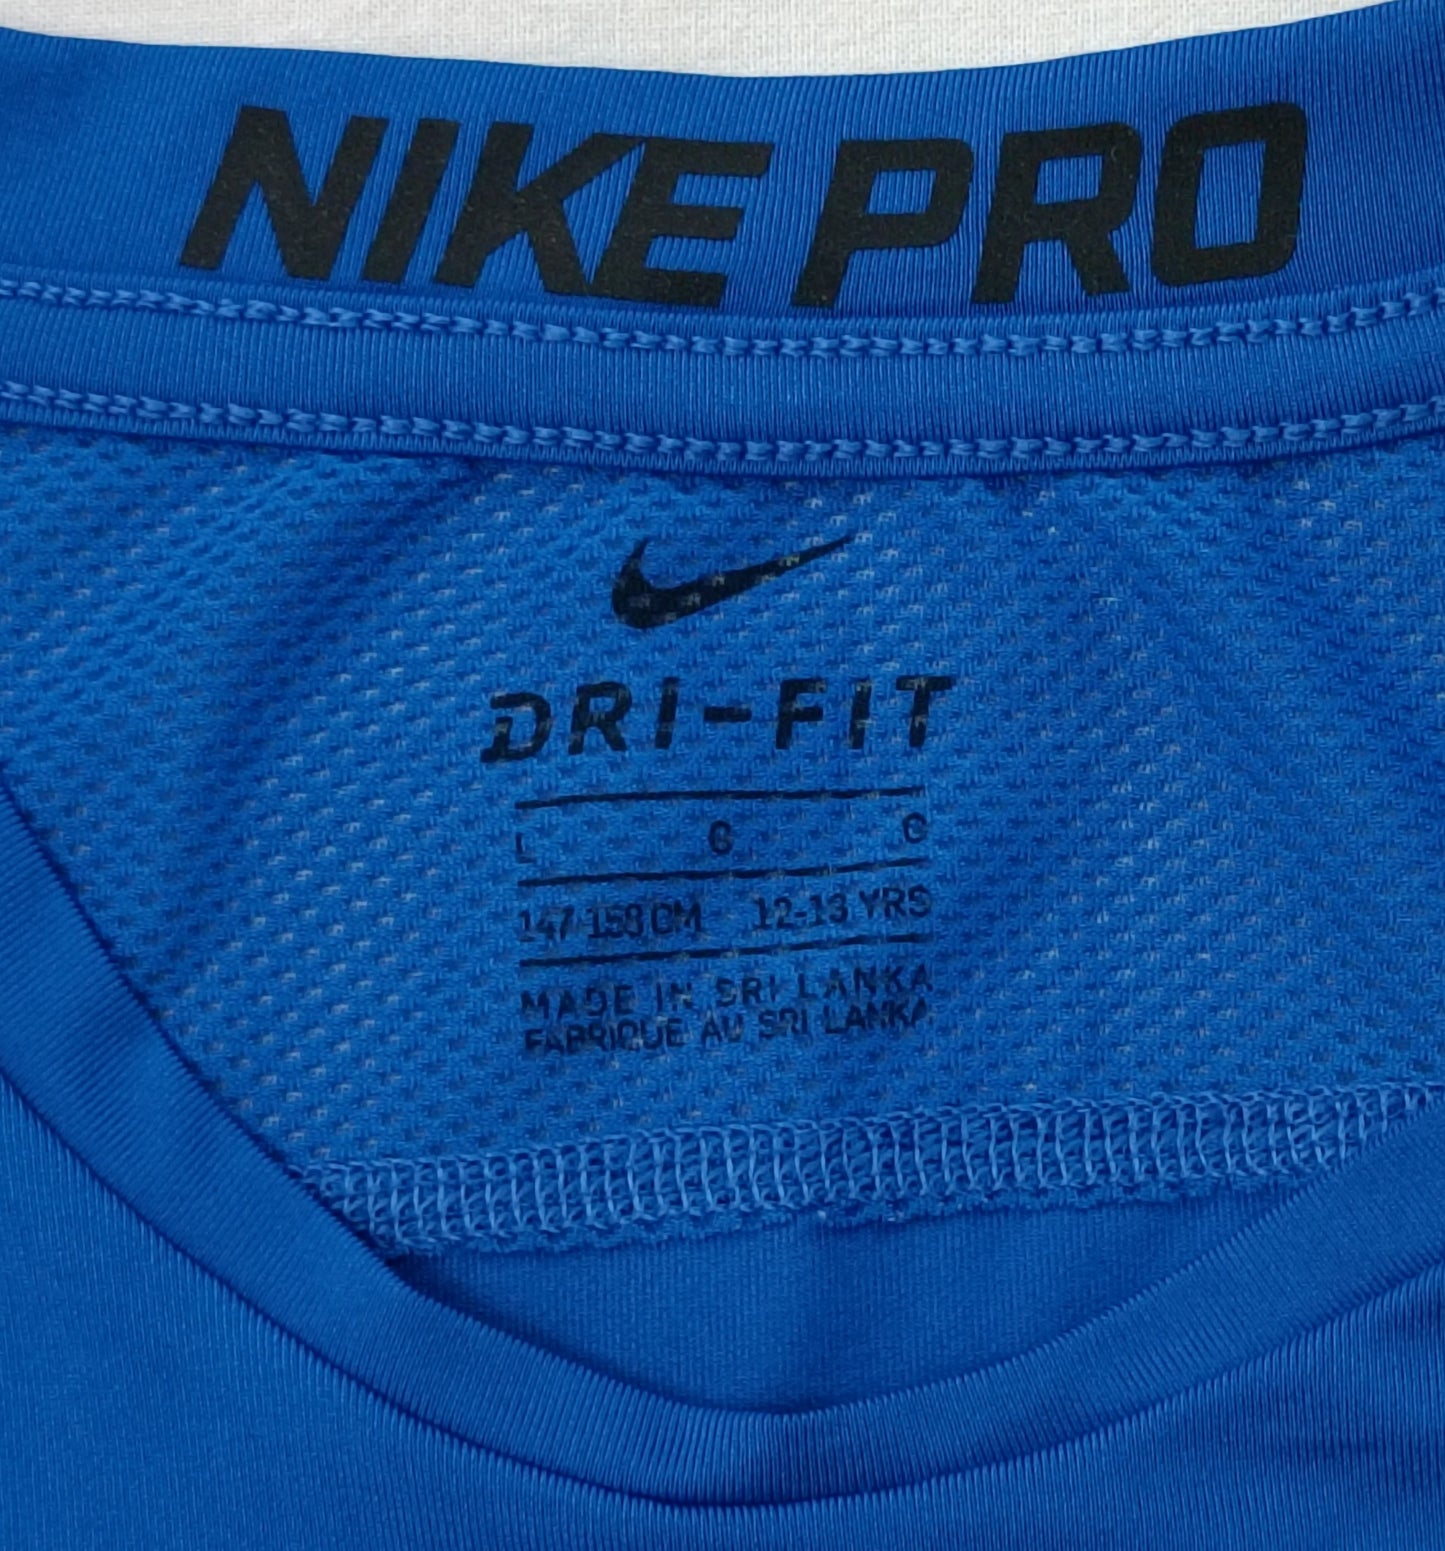 NIKE PRO
DRI-FIT
L G G
147-158 CM 12-13 YRS
MADE IN SRI LANKA
FABRIQUE AU SRI LANKA